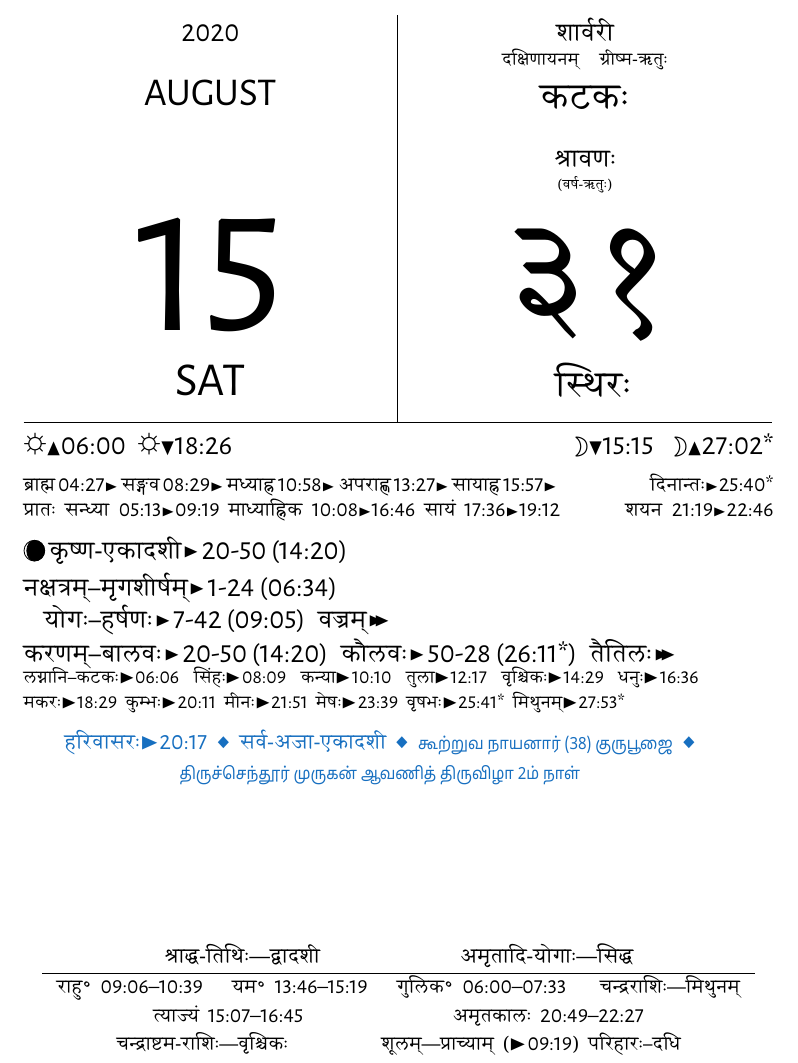 2020
AUGUST
15
SAT
शार्वरी
दक्षिणायनम् ग्रीष्म-ऋतुः
कटकः
श्रावणः
(वर्ष-ऋतुः)
३१
स्थिरः
☼▲06:00 ☼▼18:26 ☽▼15:15 ☽▲27:02*
ब्राह्म 04:27► सङ्गव 08:29► मध्याह्न 10:58► अपराह्ण 13:27► सायाह्न 15:57► दिनान्तः►25:40*
प्रातः सन्ध्या 05:13►09:19 माध्याह्निक 10:08►16:46 सायं 17:36►19:12 शयन 21:19►22:46
कृष्ण-एकादशी►20-50 (14:20)
नक्षत्रम्–मृगशीर्षम्►1-24 (06:34)
योगः–हर्षणः►7-42 (09:05) वज्रम्►►
करणम्–बालवः►20-50 (14:20) कौलवः►50-28 (26:11*) तैतिलः►►
लग्नानि–कटकः►06:06 सिंहः►08:09 कन्या►10:10 तुला►12:17 वृश्चिकः►14:29 धनुः►16:36
मकरः►18:29 कुम्भः►20:11 मीनः►21:51 मेषः►23:39 वृषभः►25:41* मिथुनम्►27:53*
हरिवासरः►20:17 ◆ सर्व-अजा-एकादशी ◆ கூற்றுவ நாயனார் (38) குருபூஜை ◆
திருச்செந்தூர் முருகன் ஆவணித் திருவிழா 2ம் நாள்
श्राद्ध-तिथिः—द्वादशी अमृतादि-योगाः—सिद्ध
राहु° 09:06–10:39 यम° 13:46–15:19 गुलिक° 06:00–07:33 चन्द्रराशिः—मिथुनम्
त्याज्यं 15:07–16:45 अमृतकालः 20:49–22:27
चन्द्राष्टम-राशिः—वृश्चिकः शूलम्—प्राच्याम् (►09:19) परिहारः–दधि